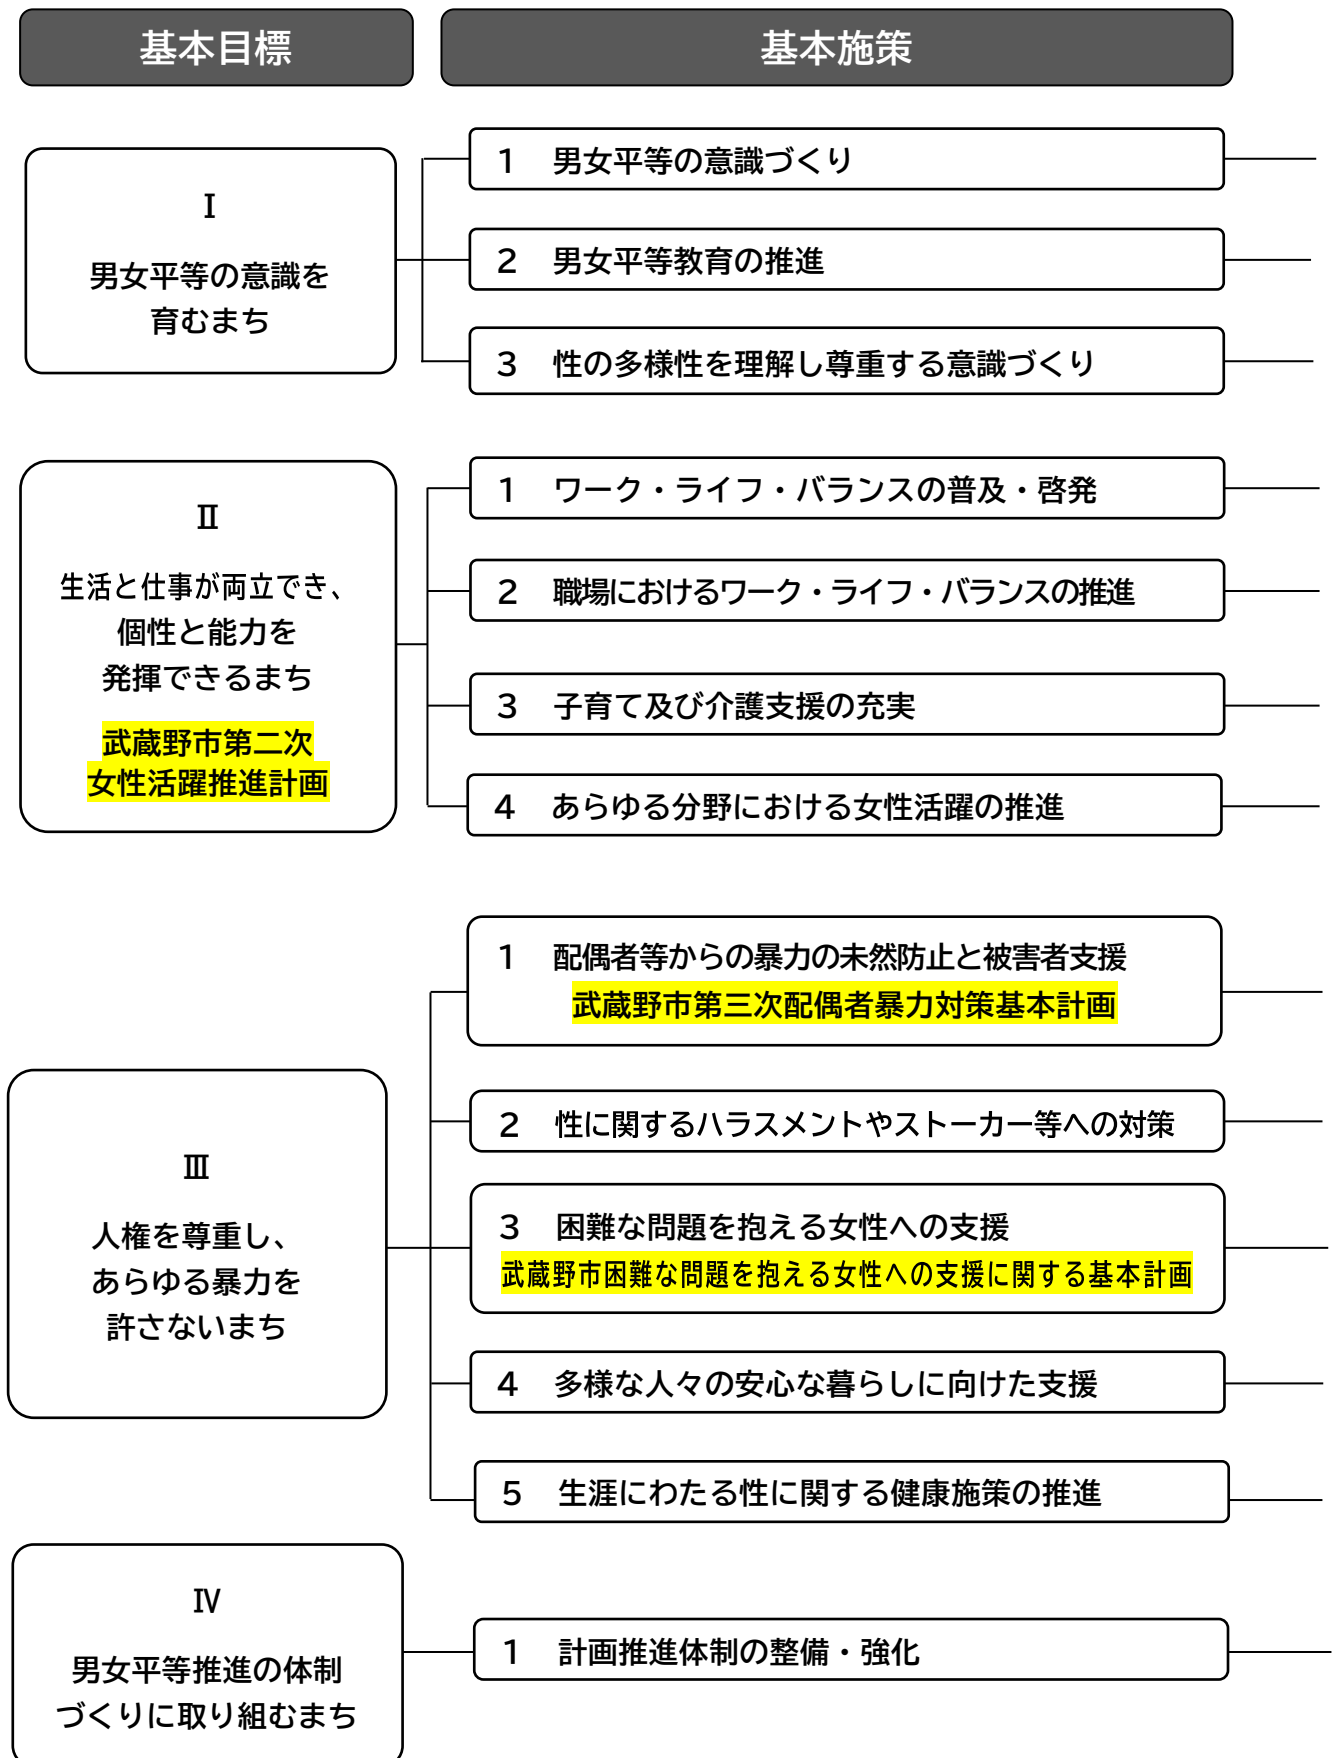 基本目標
基本施策
Ⅰ
男女平等の意識を
育むまち
1 男女平等の意識づくり
2 男女平等教育の推進
3 性の多様性を理解し尊重する意識づくり
Ⅱ
生活と仕事が両立でき、
個性と能力を
発揮できるまち
武蔵野市第二次
女性活躍推進計画
1 ワーク・ライフ・バランスの普及・啓発
2 職場におけるワーク・ライフ・バランスの推進
3 子育て及び介護支援の充実
4 あらゆる分野における女性活躍の推進
Ⅲ
人権を尊重し、
あらゆる暴力を
許さないまち
1 配偶者等からの暴力の未然防止と被害者支援
武蔵野市第三次配偶者暴力対策基本計画
2 性に関するハラスメントやストーカー等への対策
3 困難な問題を抱える女性への支援
武蔵野市困難な問題を抱える女性への支援に関する基本計画
4 多様な人々の安心な暮らしに向けた支援
5 生涯にわたる性に関する健康施策の推進
Ⅳ
男女平等推進の体制
づくりに取り組むまち
1 計画推進体制の整備・強化